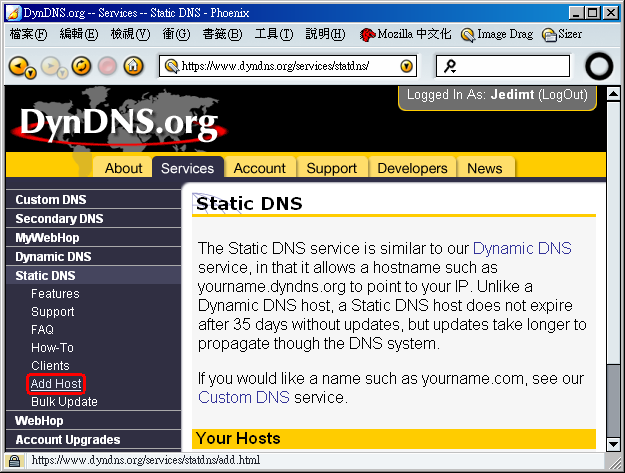 DynDNS.org -- Services -- Static DNS - Phoenix
檔案(F) 編輯(E) 檢視(V) 衝(G) 書籤(B) 工具(T) 說明(H) Mozilla 中文化 Image Drag Sizer
https://www.dyndns.org/services/statdns/
Logged In As: Jedimt (LogOut)
DynDNS.org
About Services Account Support Developers News
Custom DNS
Secondary DNS
MyWebHop
Dynamic DNS
Static DNS
Features
Support
FAQ
How-To
Clients
Add Host
Bulk Update
WebHop
Account Upgrades
Static DNS
The Static DNS service is similar to our Dynamic DNS
service, in that it allows a hostname such as
yourname.dyndns.org to point to your IP. Unlike a
Dynamic DNS host, a Static DNS host does not expire
after 35 days without updates, but updates take longer to
propagate though the DNS system.
If you would like a name such as yourname.com, see our
Custom DNS service.
Your Hosts
https://www.dyndns.org/services/statdns/add.html